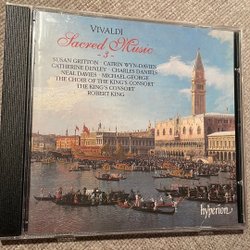 VIVALDI
Sacred Music
- 3 -
SUSAN GRITTON · CATRIN WYN-DAVIES
CATHERINE DENLEY · CHARLES DANIELS
NEAL DAVIES · MICHAEL GEORGE
THE CHOIR OF THE KING'S CONSORT
THE KING'S CONSORT
ROBERT KING
hyperion